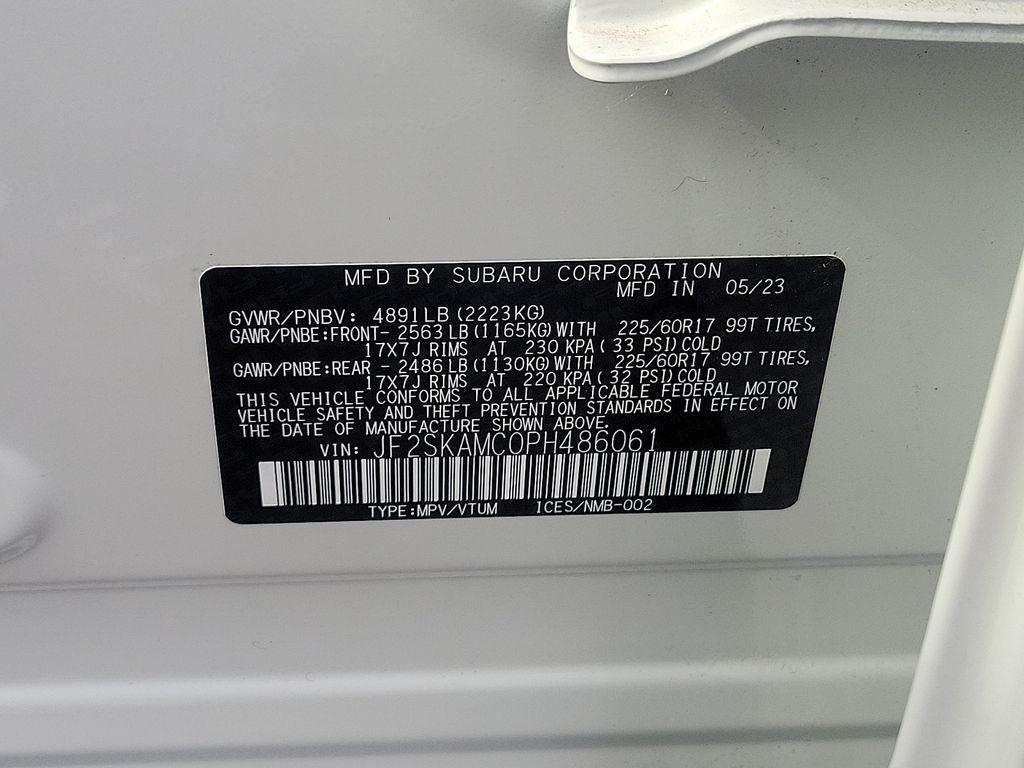 MFD BY SUBARU CORPORATION
MFD IN 05/23
GVWR/PNBV: 4891LB (2223KG)
GAWR/PNBE:FRONT- 2563LB (1165KG) WITH 225/60R17 99T TIRES,
17X7J RIMS AT 230 KPA ( 33 PSI) COLD
GAWR/PNBE:REAR - 2486LB (1130KG) WITH 225/60R17 99T TIRES,
17X7J RIMS AT 220 KPA ( 32 PSI) COLD
THIS VEHICLE CONFORMS TO ALL APPLICABLE FEDERAL MOTOR
VEHICLE SAFETY AND THEFT PREVENTION STANDARDS IN EFFECT ON
THE DATE OF MANUFACTURE SHOWN ABOVE.
VIN: JF2SKAMC0PH486061
TYPE:MPV/VTUM ICES/NMB-002